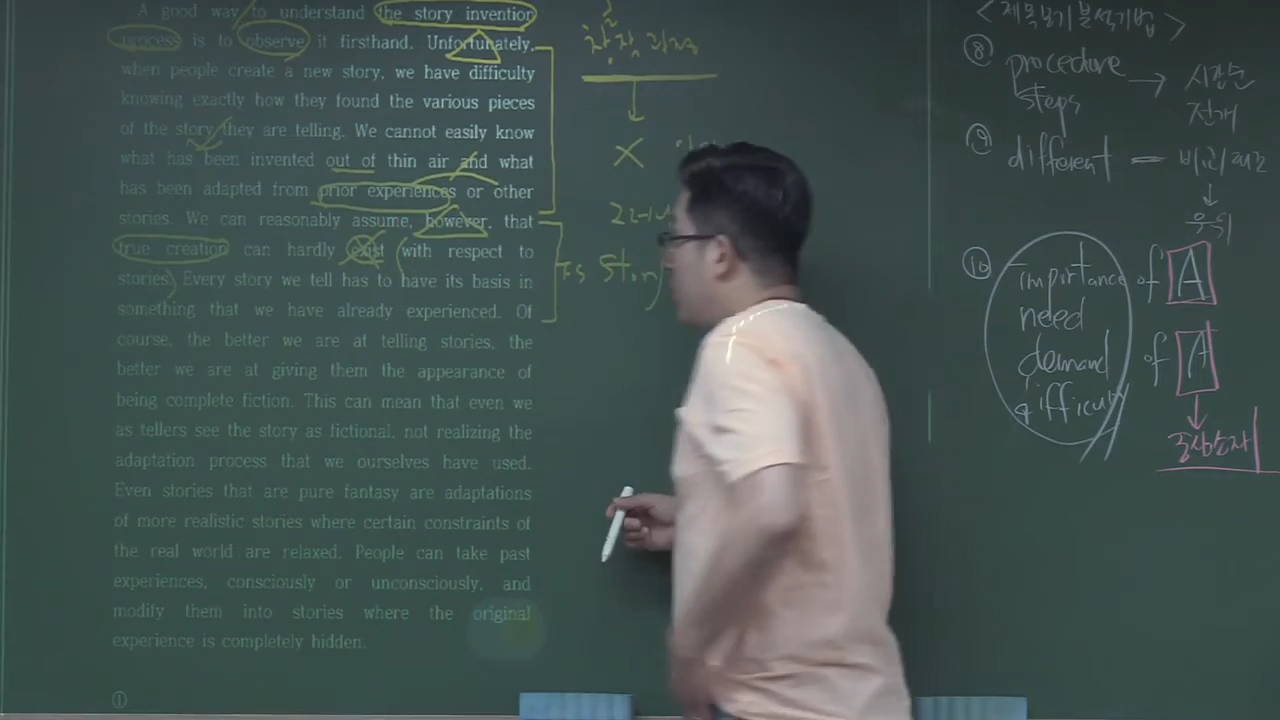 A good way to understand the story invention
process is to observe it firsthand. Unfortunately,
when people create a new story, we have difficulty
knowing exactly how they found the various pieces
of the story they are telling. We cannot easily know
what has been invented out of thin air and what
has been adapted from prior experiences or other
stories. We can reasonably assume, however, that
true creation can hardly exist with respect to
stories. Every story we tell has to have its basis in
something that we have already experienced. Of
course, the better we are at telling stories, the
better we are at giving them the appearance of
being complete fiction. This can mean that even we
as tellers see the story as fictional, not realizing the
adaptation process that we ourselves have used.
Even stories that are pure fantasy are adaptations
of more realistic stories where certain constraints of
the real world are relaxed. People can take past
experiences, consciously or unconsciously, and
modify them into stories where the original
experience is completely hidden.
①
X
Story
<제목보기분석기법>
⑧ procedure
steps → 시간순
전개
⑨ different = 비교대조
↓
우위
⑩ importance of A
need
demand of A
difficulty